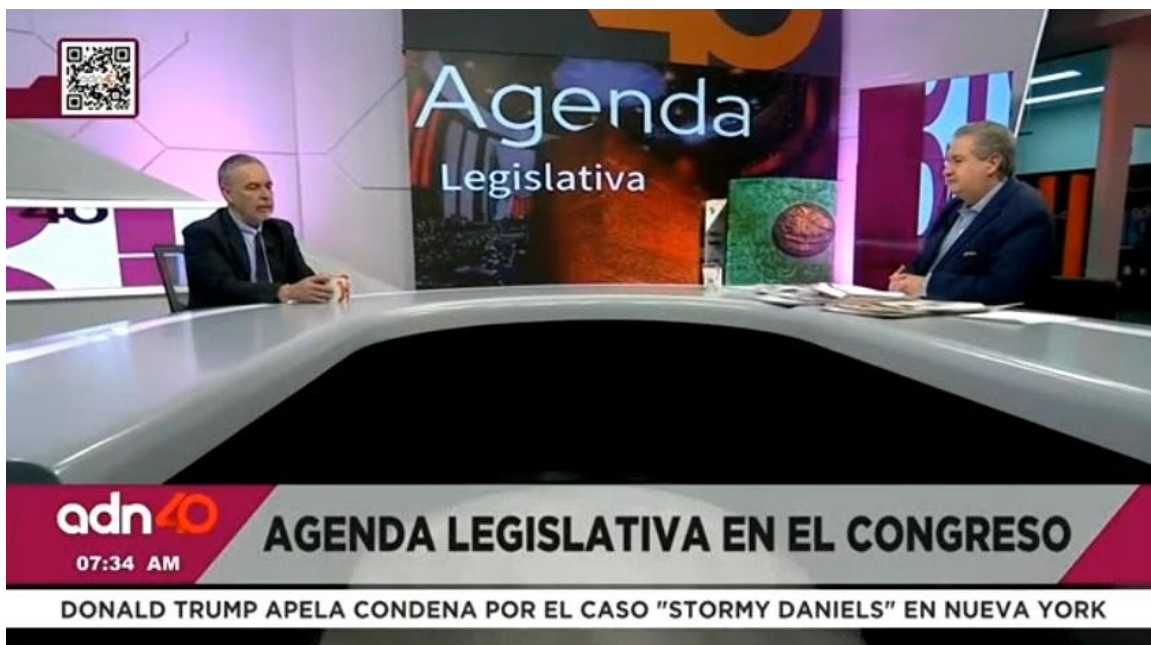 Agenda
Legislativa
40
adn40
07:34 AM
AGENDA LEGISLATIVA EN EL CONGRESO
DONALD TRUMP APELA CONDENA POR EL CASO "STORMY DANIELS" EN NUEVA YORK